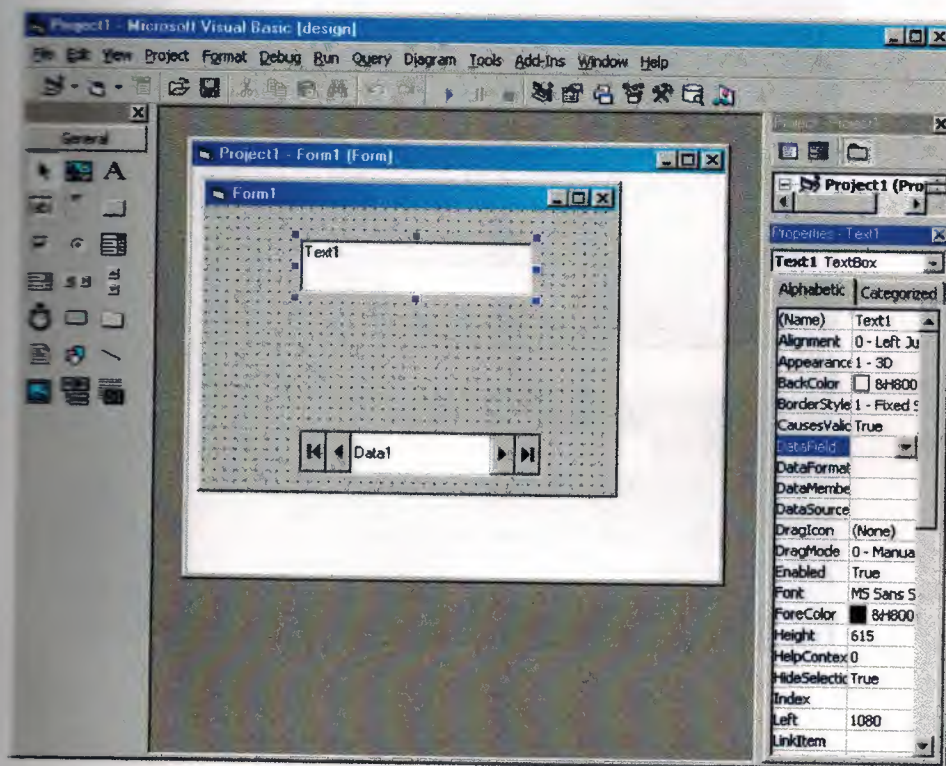 Project1 - Microsoft Visual Basic [design]
File Edit View Project Format Debug Run Query Diagram Tools Add-Ins Window Help
General
A
Project1 - Form1 (Form)
Form1
Text1
Data1
Project - Project1
Project1 (Pro
Properties - Text1
Text1 TextBox
Alphabetic Categorized
(Name) Text1
Alignment 0 - Left Ju
Appearance 1 - 3D
BackColor &H800
BorderStyle 1 - Fixed S
CausesValic True
DataField
DataFormat
DataMembe
DataSource
DragIcon (None)
DragMode 0 - Manua
Enabled True
Font MS Sans S
ForeColor &H800
Height 615
HelpContex 0
HideSelectic True
Index
Left 1080
LinkItem